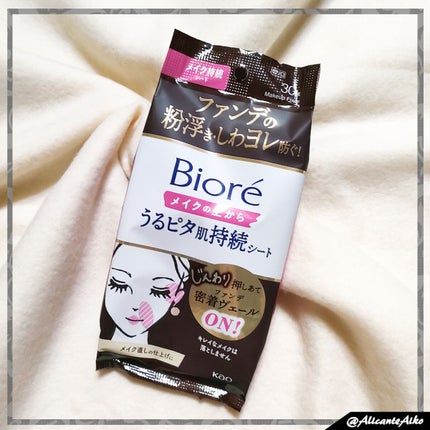 メイク持続
シート
30枚
ファンデの
粉浮き・しわヨレ防ぐ!
Bioré
メイクの上から
うるピタ肌持続シート
じんわり押しあて
ファンデ
密着ヴェール
ON!
キレイなメイクは
落としません
メイク直しの仕上げに
Kao
@AlicanteAiko